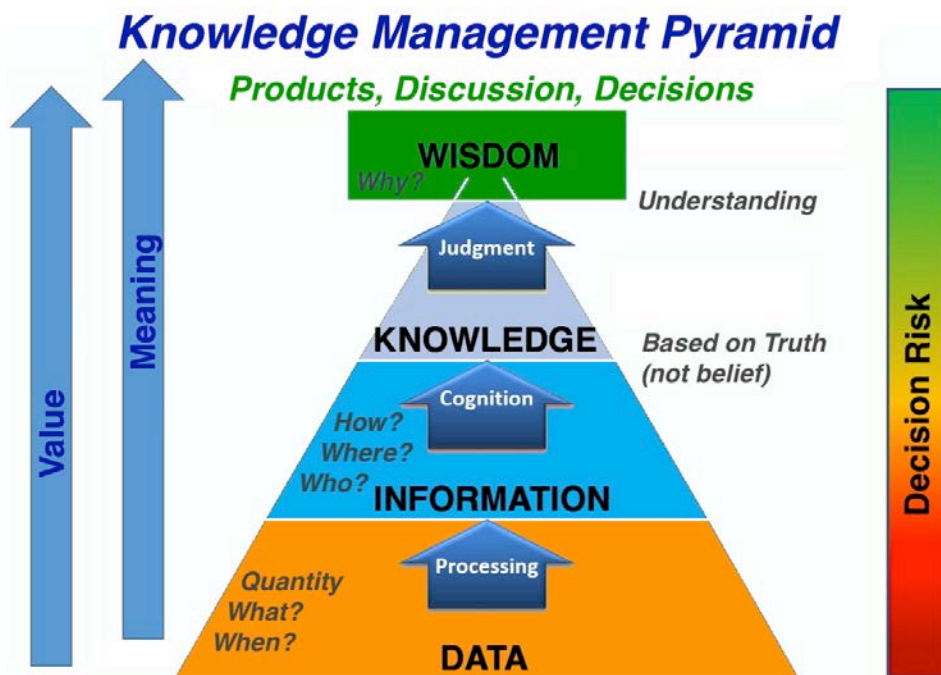 Knowledge Management Pyramid
Products, Discussion, Decisions
WISDOM
Why?
Understanding
Judgment
KNOWLEDGE
Based on Truth
(not belief)
Cognition
How?
Where?
Who?
INFORMATION
Processing
Quantity
What?
When?
DATA
Value
Meaning
Decision Risk